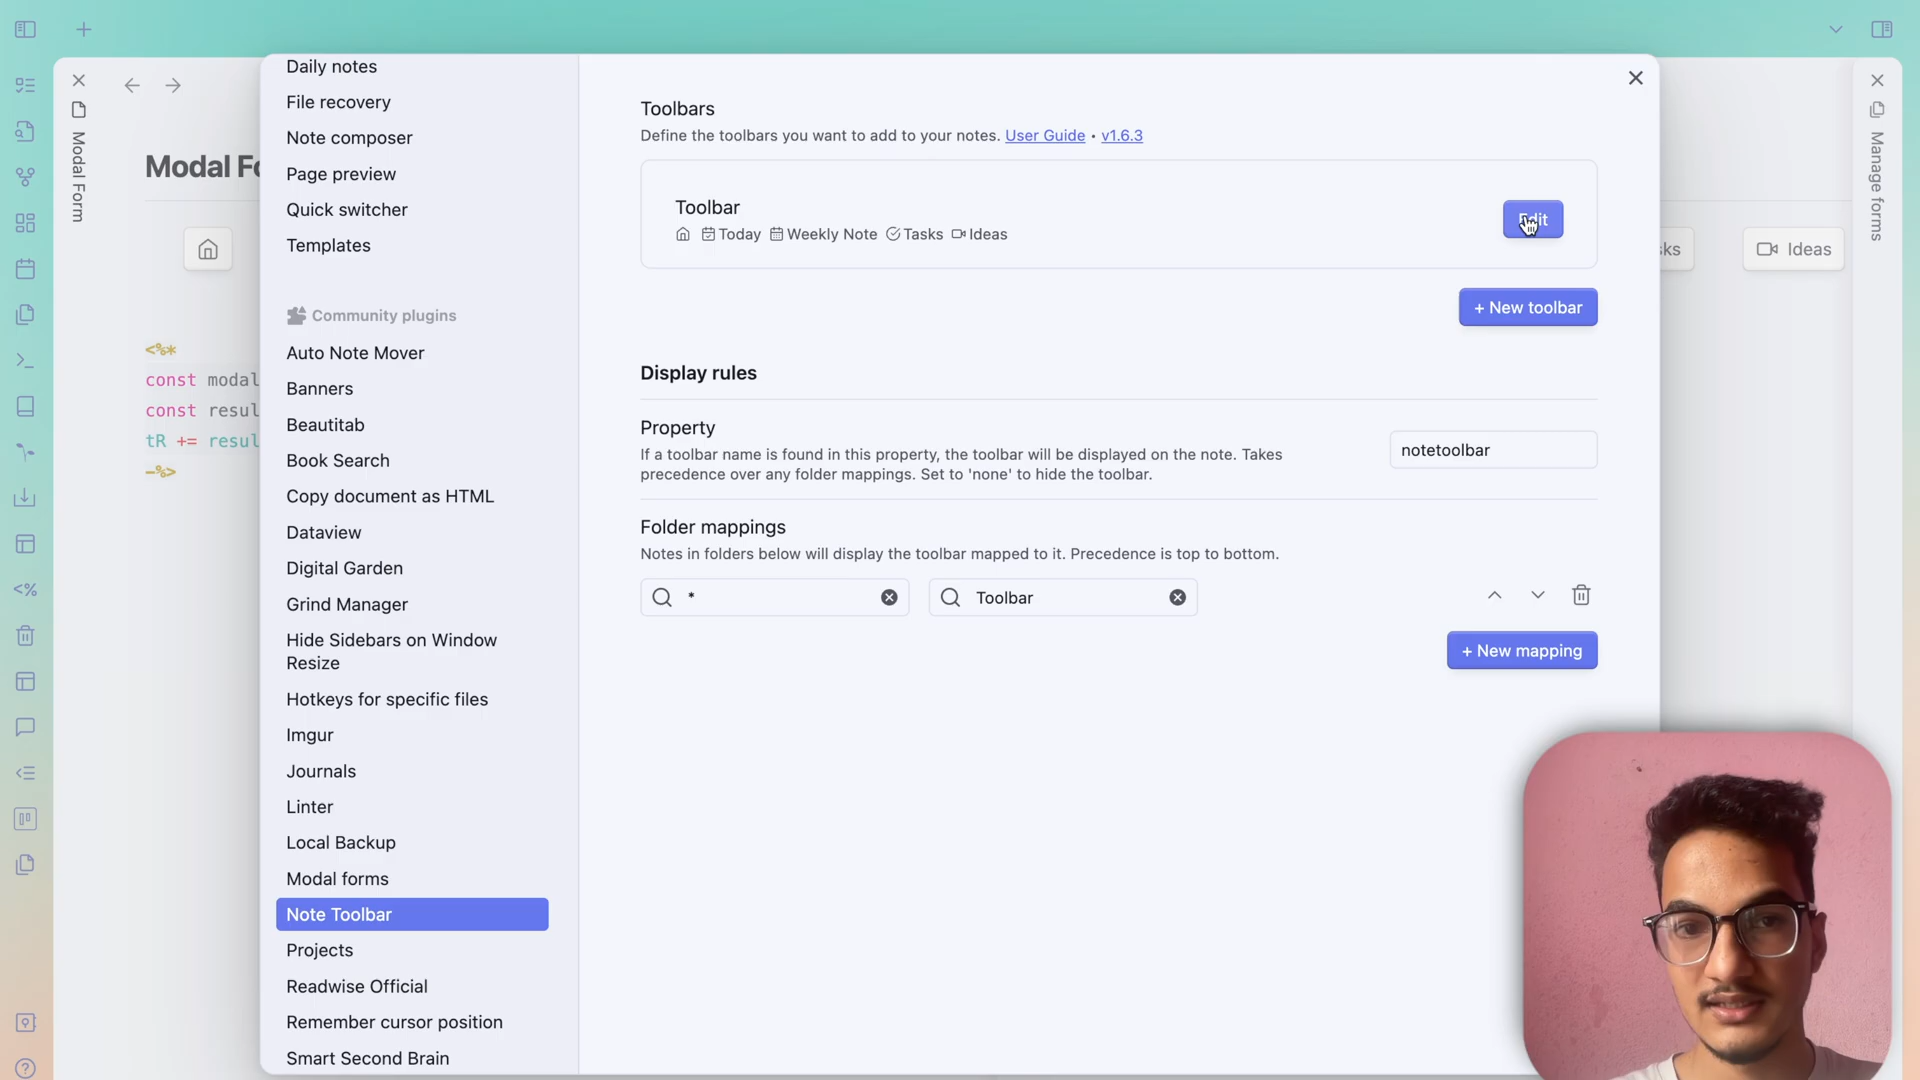 Daily notes
File recovery
Note composer
Page preview
Quick switcher
Templates
Community plugins
Auto Note Mover
Banners
Beautitab
Book Search
Copy document as HTML
Dataview
Digital Garden
Grind Manager
Hide Sidebars on Window
Resize
Hotkeys for specific files
Imgur
Journals
Linter
Local Backup
Modal forms
Note Toolbar
Projects
Readwise Official
Remember cursor position
Smart Second Brain
Toolbars
Define the toolbars you want to add to your notes. User Guide • v1.6.3
Toolbar
Today Weekly Note Tasks Ideas
Edit
+ New toolbar
Display rules
Property
If a toolbar name is found in this property, the toolbar will be displayed on the note. Takes
precedence over any folder mappings. Set to 'none' to hide the toolbar.
notetoolbar
Folder mappings
Notes in folders below will display the toolbar mapped to it. Precedence is top to bottom.
* Toolbar
+ New mapping
Modal Form
Modal Fo
<%*
const modal
const resul
tR += resul
-%>
<%
sks
Ideas
Manage forms